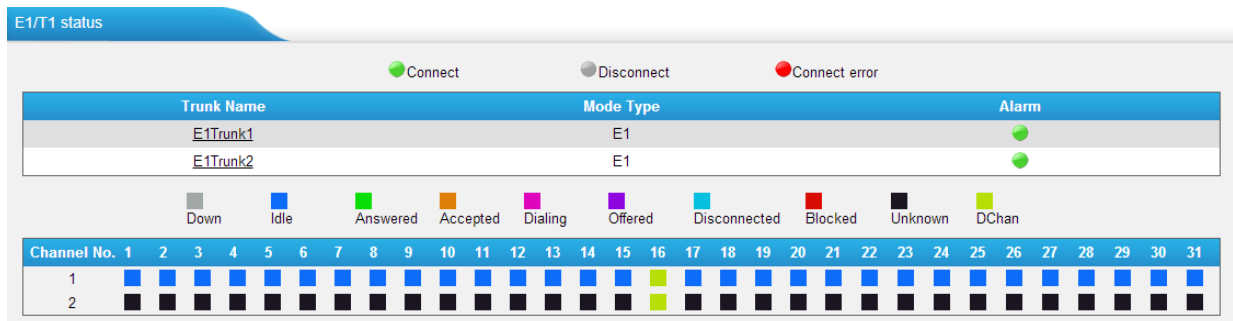 E1/T1 status
Connect Disconnect Connect error
Trunk Name Mode Type Alarm
E1Trunk1 E1
E1Trunk2 E1
Down Idle Answered Accepted Dialing Offered Disconnected Blocked Unknown DChan
Channel No. 1 2 3 4 5 6 7 8 9 10 11 12 13 14 15 16 17 18 19 20 21 22 23 24 25 26 27 28 29 30 31
1
2